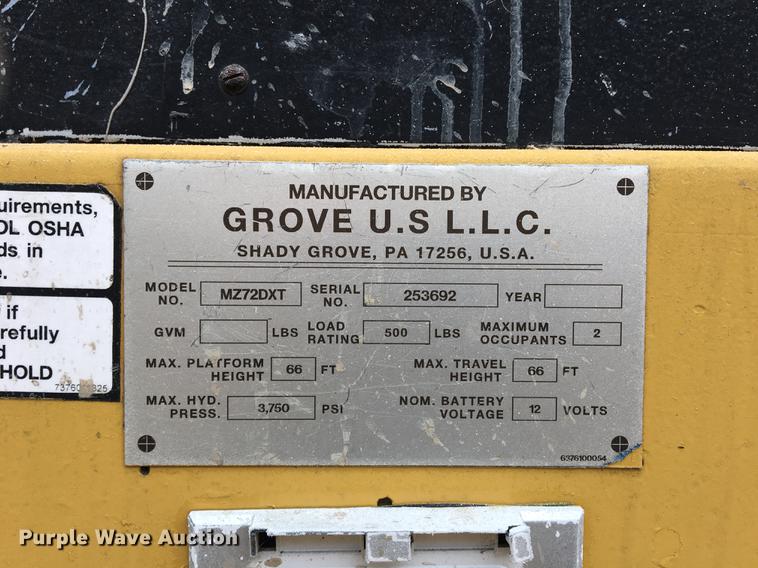 uirements,
OL OSHA
ds in
e.
if
refully
d
HOLD
MANUFACTURED BY
GROVE U.S L.L.C.
SHADY GROVE, PA 17256, U.S.A.
MODEL NO. MZ72DXT SERIAL NO. 253692 YEAR
GVM LBS LOAD RATING 500 LBS MAXIMUM OCCUPANTS 2
MAX. PLATFORM HEIGHT 66 FT MAX. TRAVEL HEIGHT 66 FT
MAX. HYD. PRESS. 3,750 PSI NOM. BATTERY VOLTAGE 12 VOLTS
6376100054
Purple Wave Auction